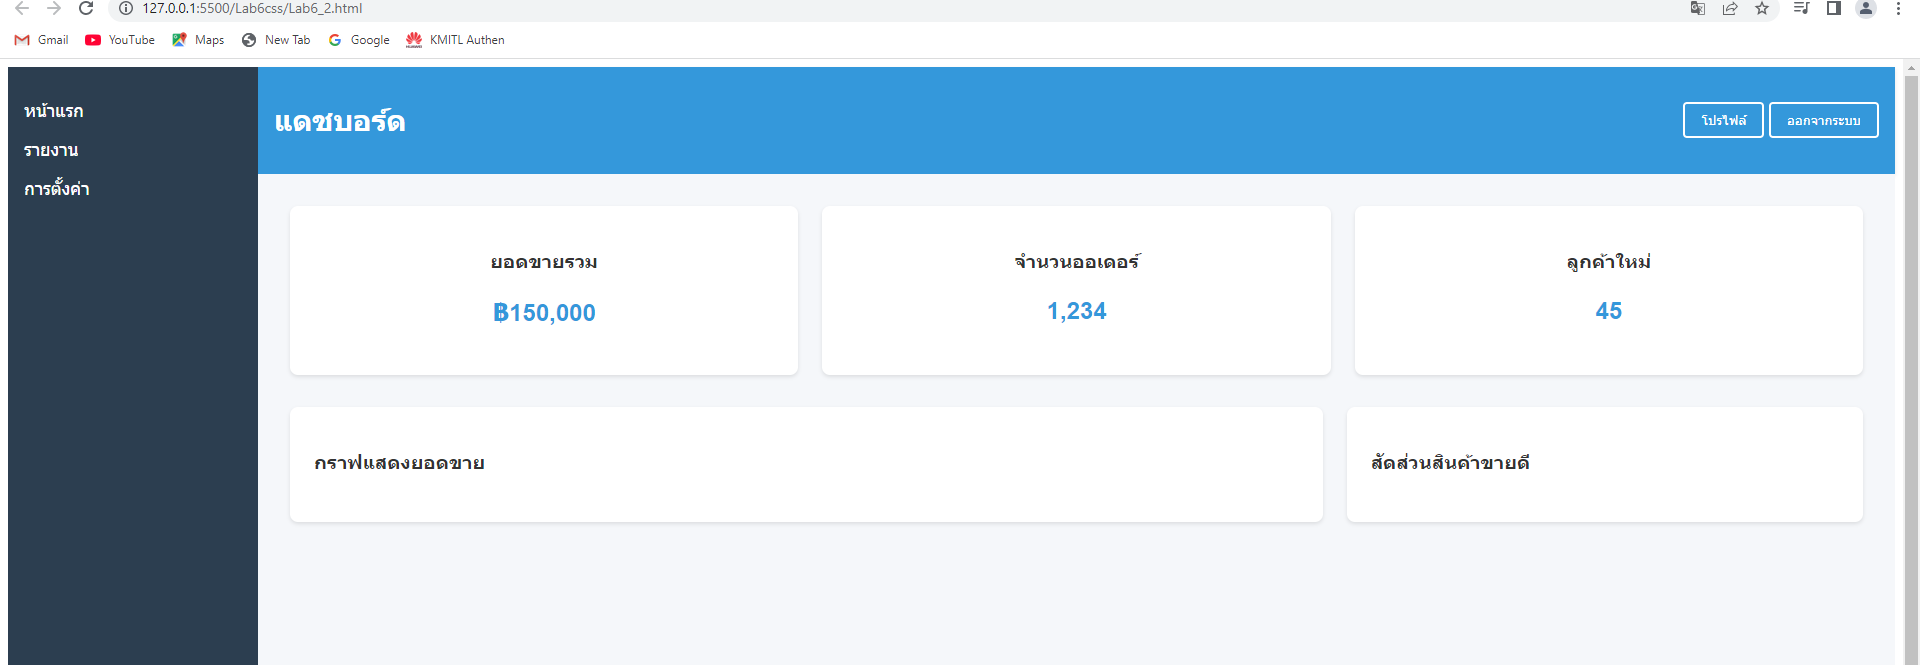 127.0.0.1:5500/Lab6css/Lab6_2.html
Gmail YouTube Maps New Tab Google KMITL Authen
หน้าแรก
รายงาน
การตั้งค่า
แดชบอร์ด
โปรไฟล์ ออกจากระบบ
ยอดขายรวม
฿150,000
จำนวนออเดอร์
1,234
ลูกค้าใหม่
45
กราฟแสดงยอดขาย
สัดส่วนสินค้าขายดี